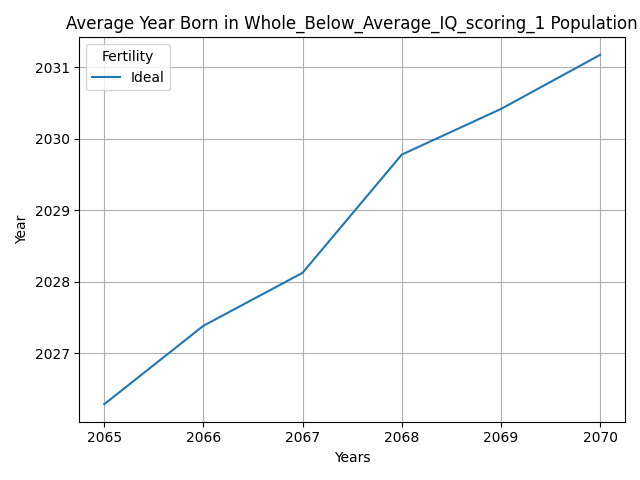 Average Year Born in Whole_Below_Average_IQ_scoring_1 Population
Fertility
Ideal
2031
2030
2029
2028
2027
Year
2065 2066 2067 2068 2069 2070
Years